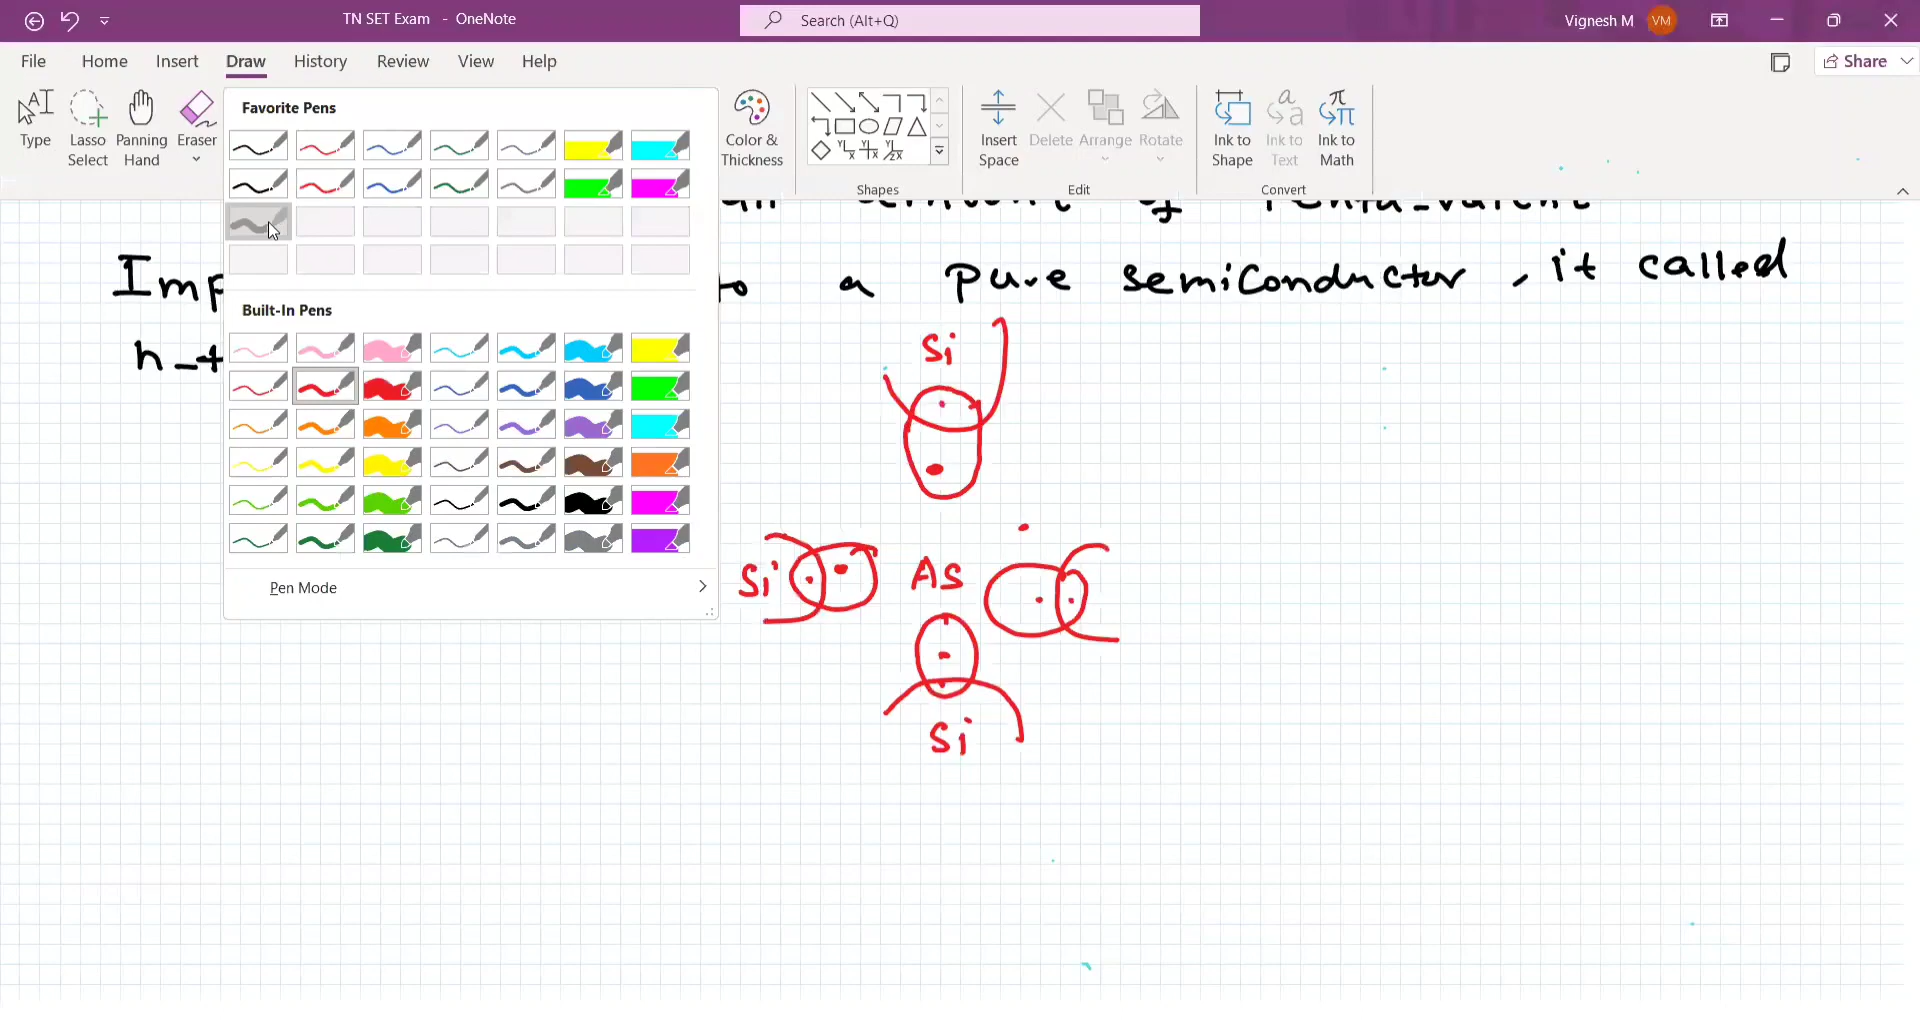 TN SET Exam - OneNote
Search (Alt+Q)
Vignesh M VM
File Home Insert Draw History Review View Help
Share
Type
Lasso Select
Panning Hand
Eraser
Favorite Pens
Built-In Pens
Pen Mode
Color & Thickness
Shapes
Insert Space
Delete
Arrange
Rotate
Edit
Ink to Shape
Ink to Text
Ink to Math
Convert
of Penta-valent
a pure semiconductor, it called
Si
Si As
Si